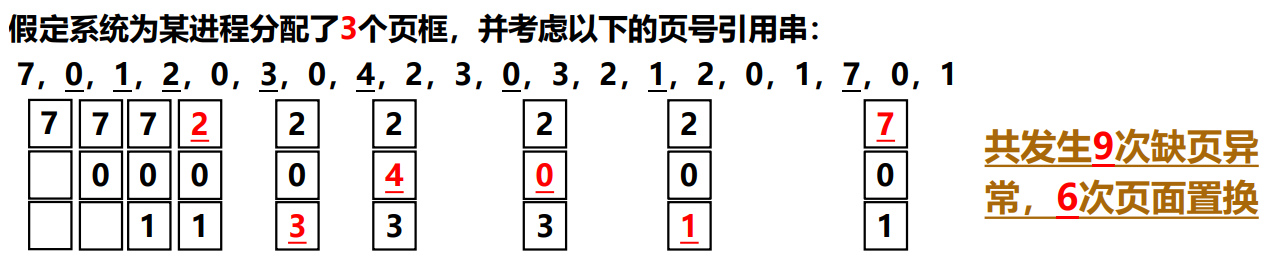 假定系统为某进程分配了3个页框，并考虑以下的页号引用串：
7，0，1，2，0，3，0，4，2，3，0，3，2，1，2，0，1，7，0，1
7 7 7 2 2 2 2 2 7
0 0 0 0 4 0 0 0
1 1 3 3 3 1 1
共发生9次缺页异
常，6次页面置换